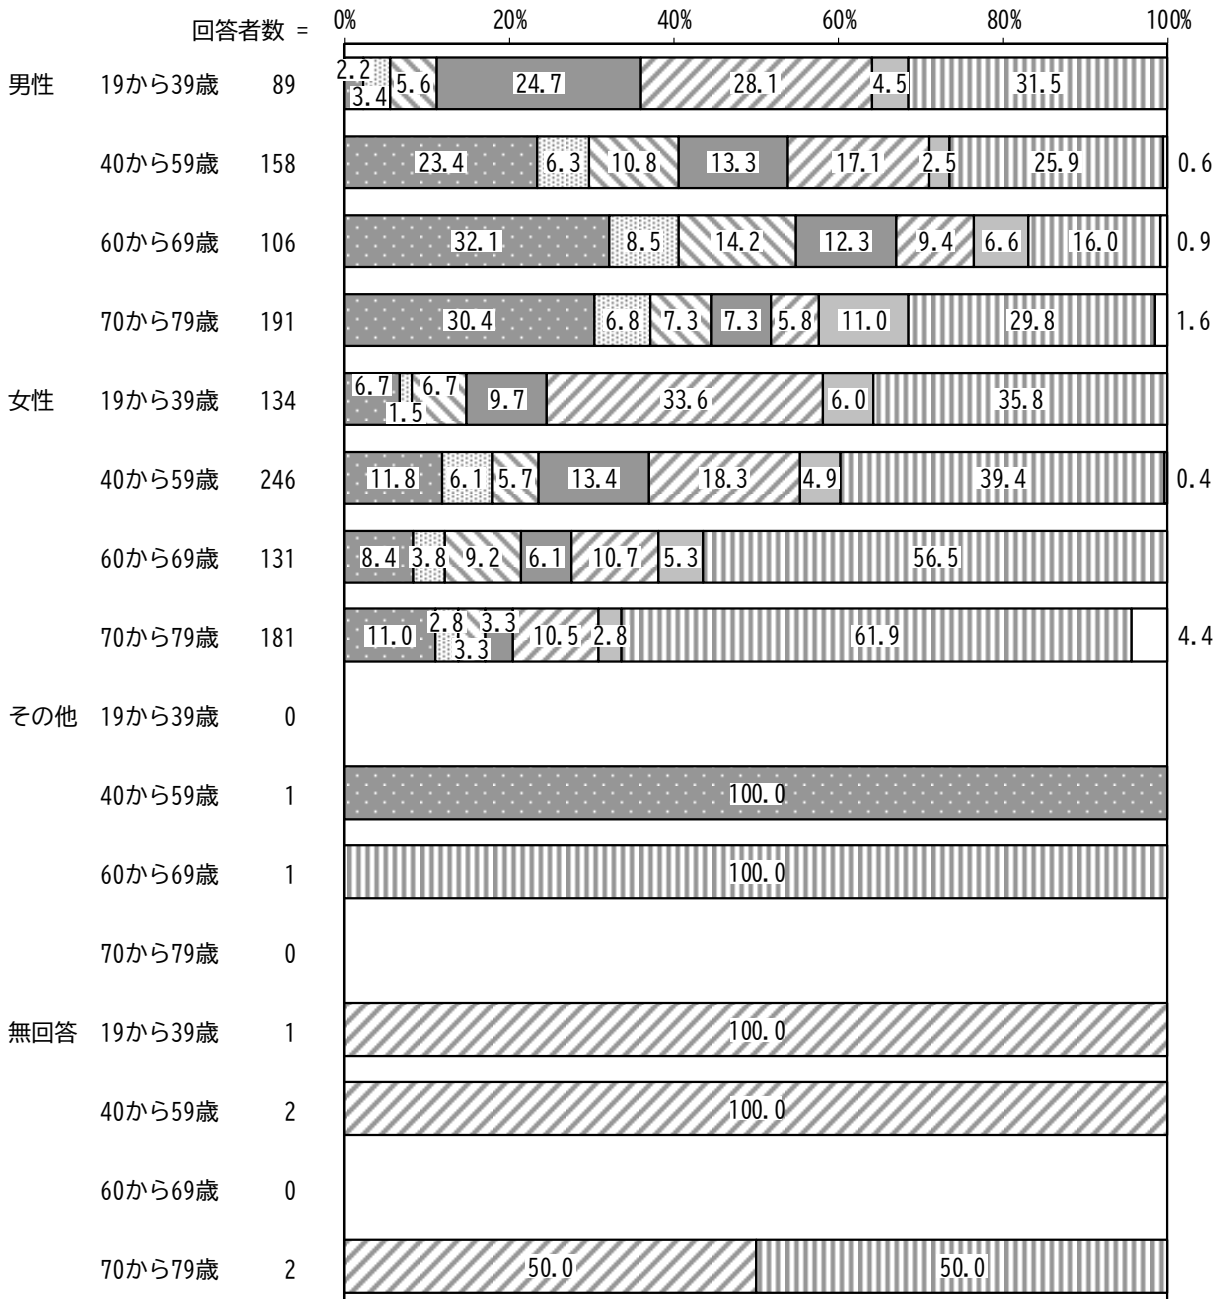 回答者数 = 0% 20% 40% 60% 80% 100%
男性 19から39歳 89 2.2 3.4 5.6 24.7 28.1 4.5 31.5
40から59歳 158 23.4 6.3 10.8 13.3 17.1 2.5 25.9 0.6
60から69歳 106 32.1 8.5 14.2 12.3 9.4 6.6 16.0 0.9
70から79歳 191 30.4 6.8 7.3 7.3 5.8 11.0 29.8 1.6
女性 19から39歳 134 6.7 1.5 6.7 9.7 33.6 6.0 35.8
40から59歳 246 11.8 6.1 5.7 13.4 18.3 4.9 39.4 0.4
60から69歳 131 8.4 3.8 9.2 6.1 10.7 5.3 56.5
70から79歳 181 11.0 2.8 3.3 3.3 10.5 2.8 61.9 4.4
その他 19から39歳 0
40から59歳 1 100.0
60から69歳 1 100.0
70から79歳 0
無回答 19から39歳 1 100.0
40から59歳 2 100.0
60から69歳 0
70から79歳 2 50.0 50.0